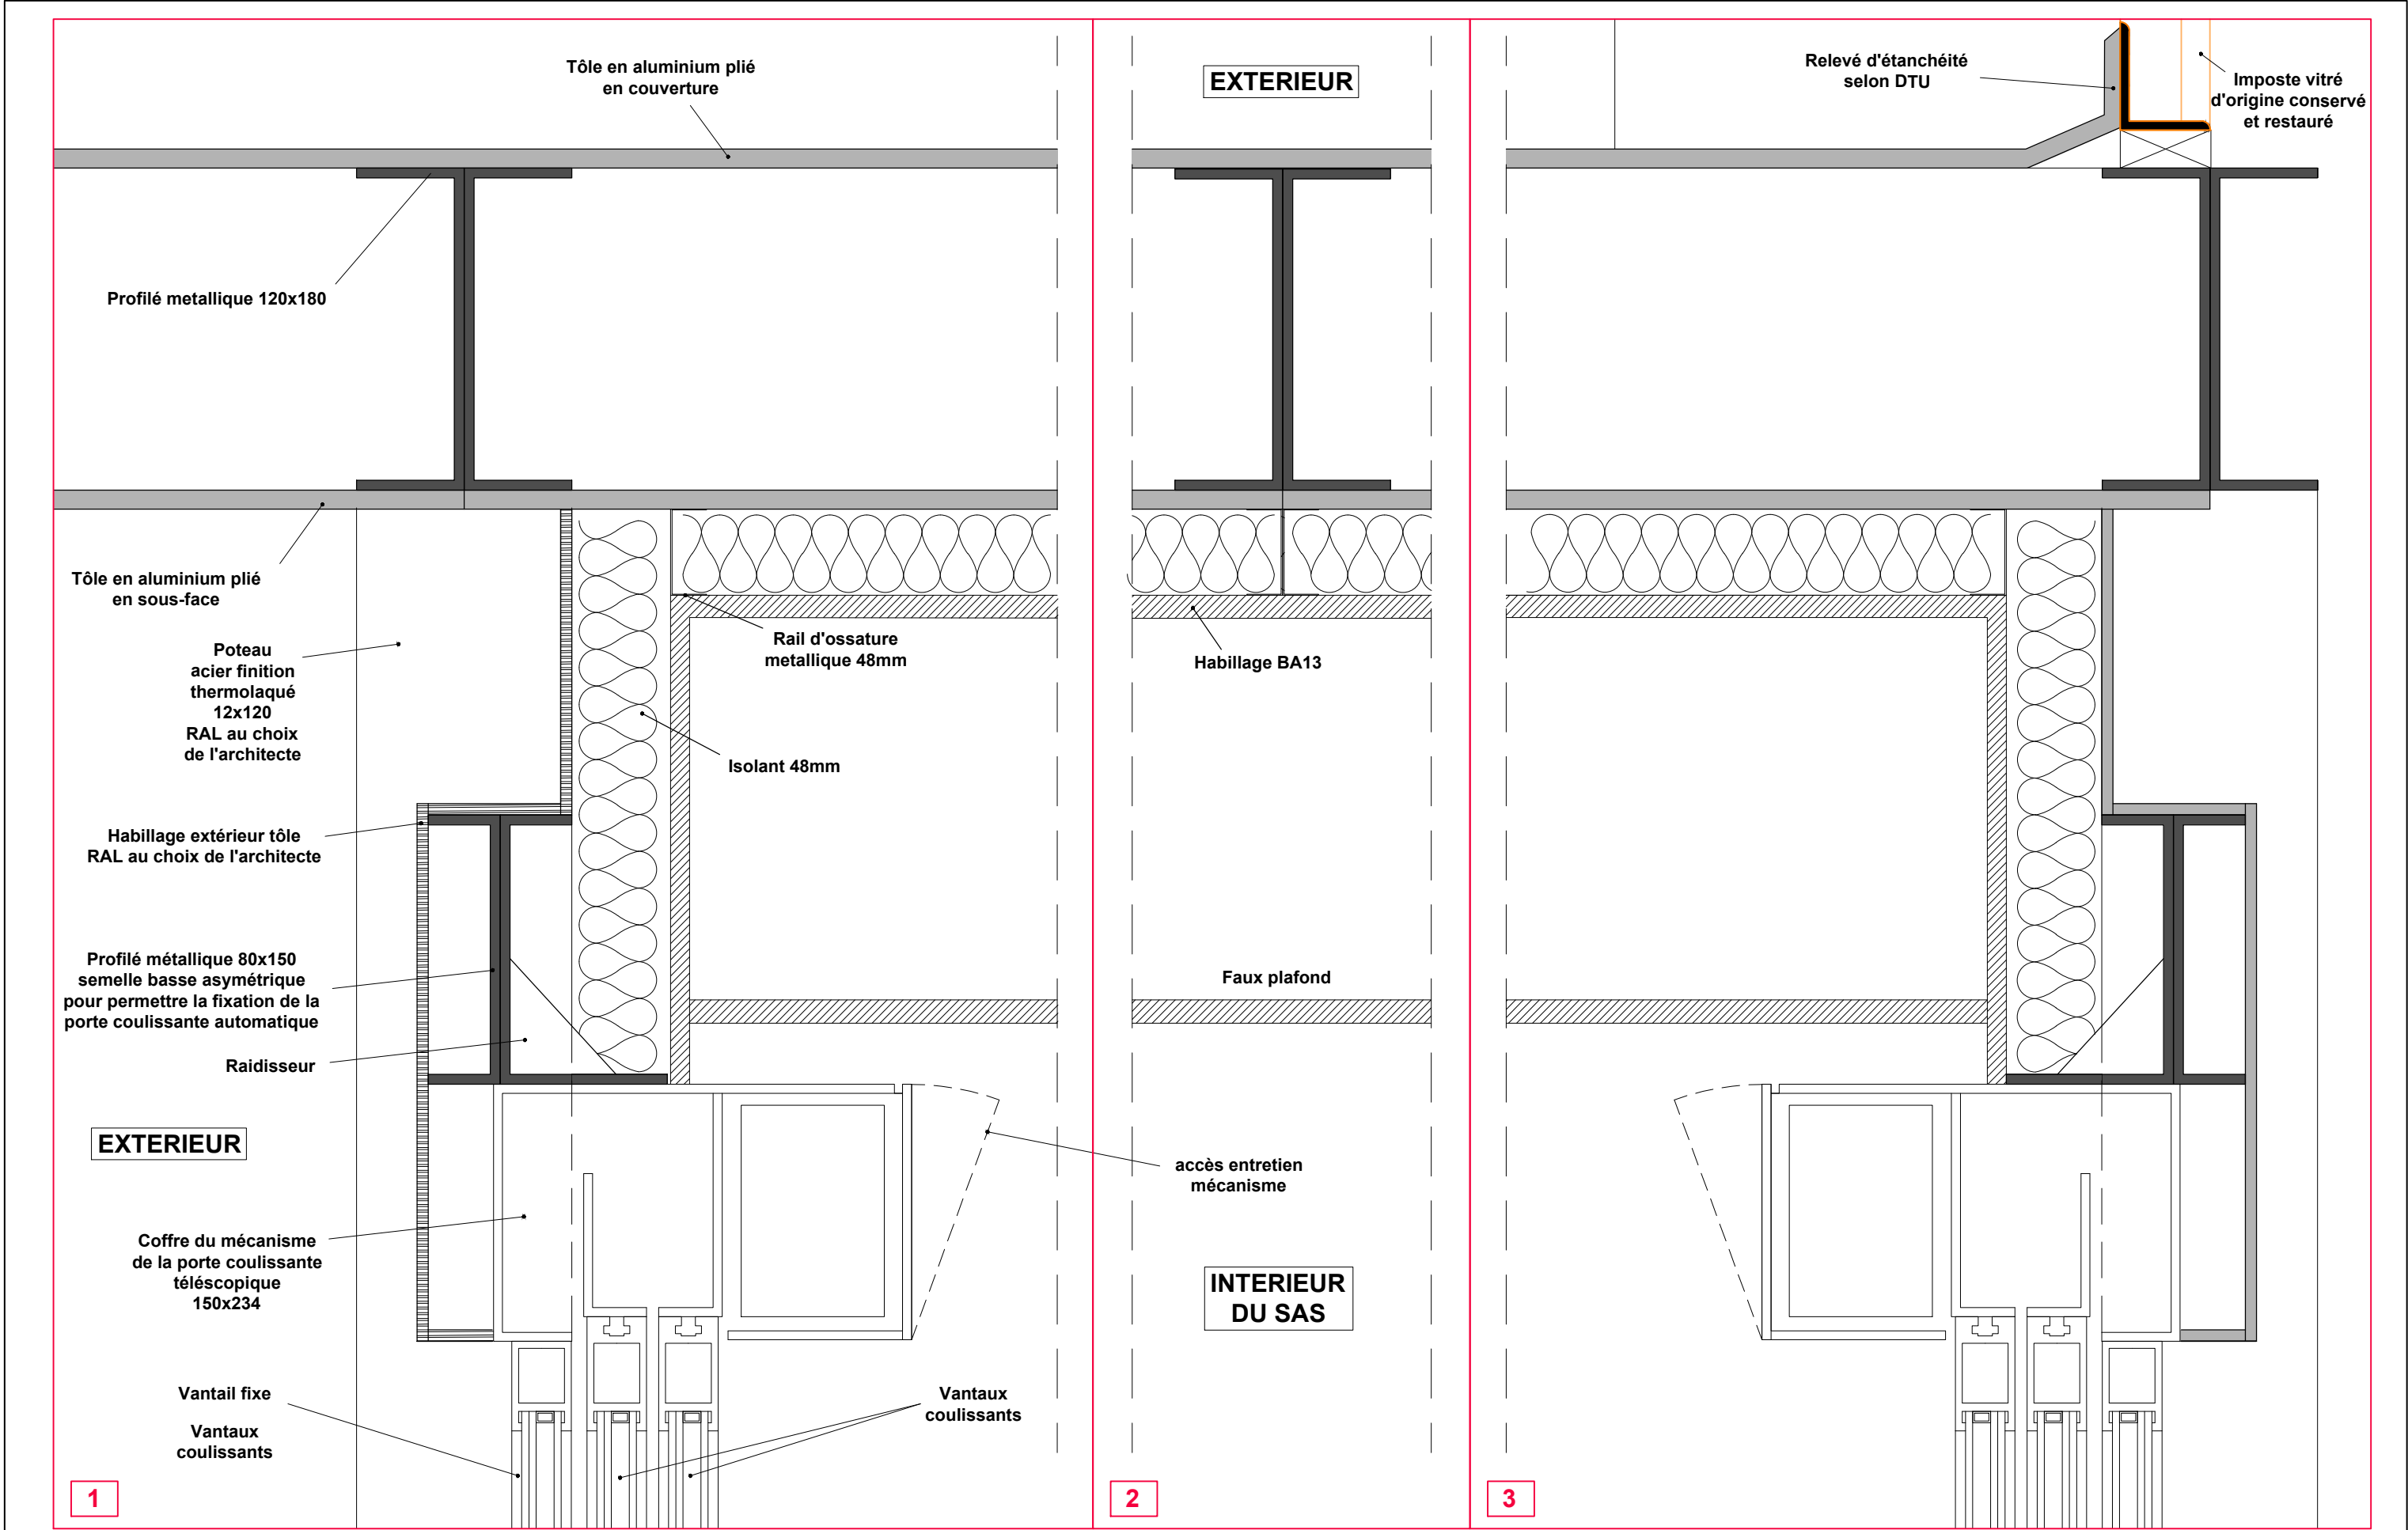 Tôle en aluminium plié
en couverture
EXTERIEUR
Relevé d'étanchéité
selon DTU
Imposte vitré
d'origine conservé
et restauré
Profilé metallique 120x180
Tôle en aluminium plié
en sous-face
Poteau
acier finition
thermolaqué
12x120
RAL au choix
de l'architecte
Rail d'ossature
metallique 48mm
Habillage BA13
Isolant 48mm
Habillage extérieur tôle
RAL au choix de l'architecte
Profilé métallique 80x150
semelle basse asymétrique
pour permettre la fixation de la
porte coulissante automatique
Faux plafond
Raidisseur
EXTERIEUR
accès entretien
mécanisme
Coffre du mécanisme
de la porte coulissante
téléscopique
150x234
INTERIEUR
DU SAS
Vantail fixe
Vantaux
coulissants
Vantaux
coulissants
1
2
3